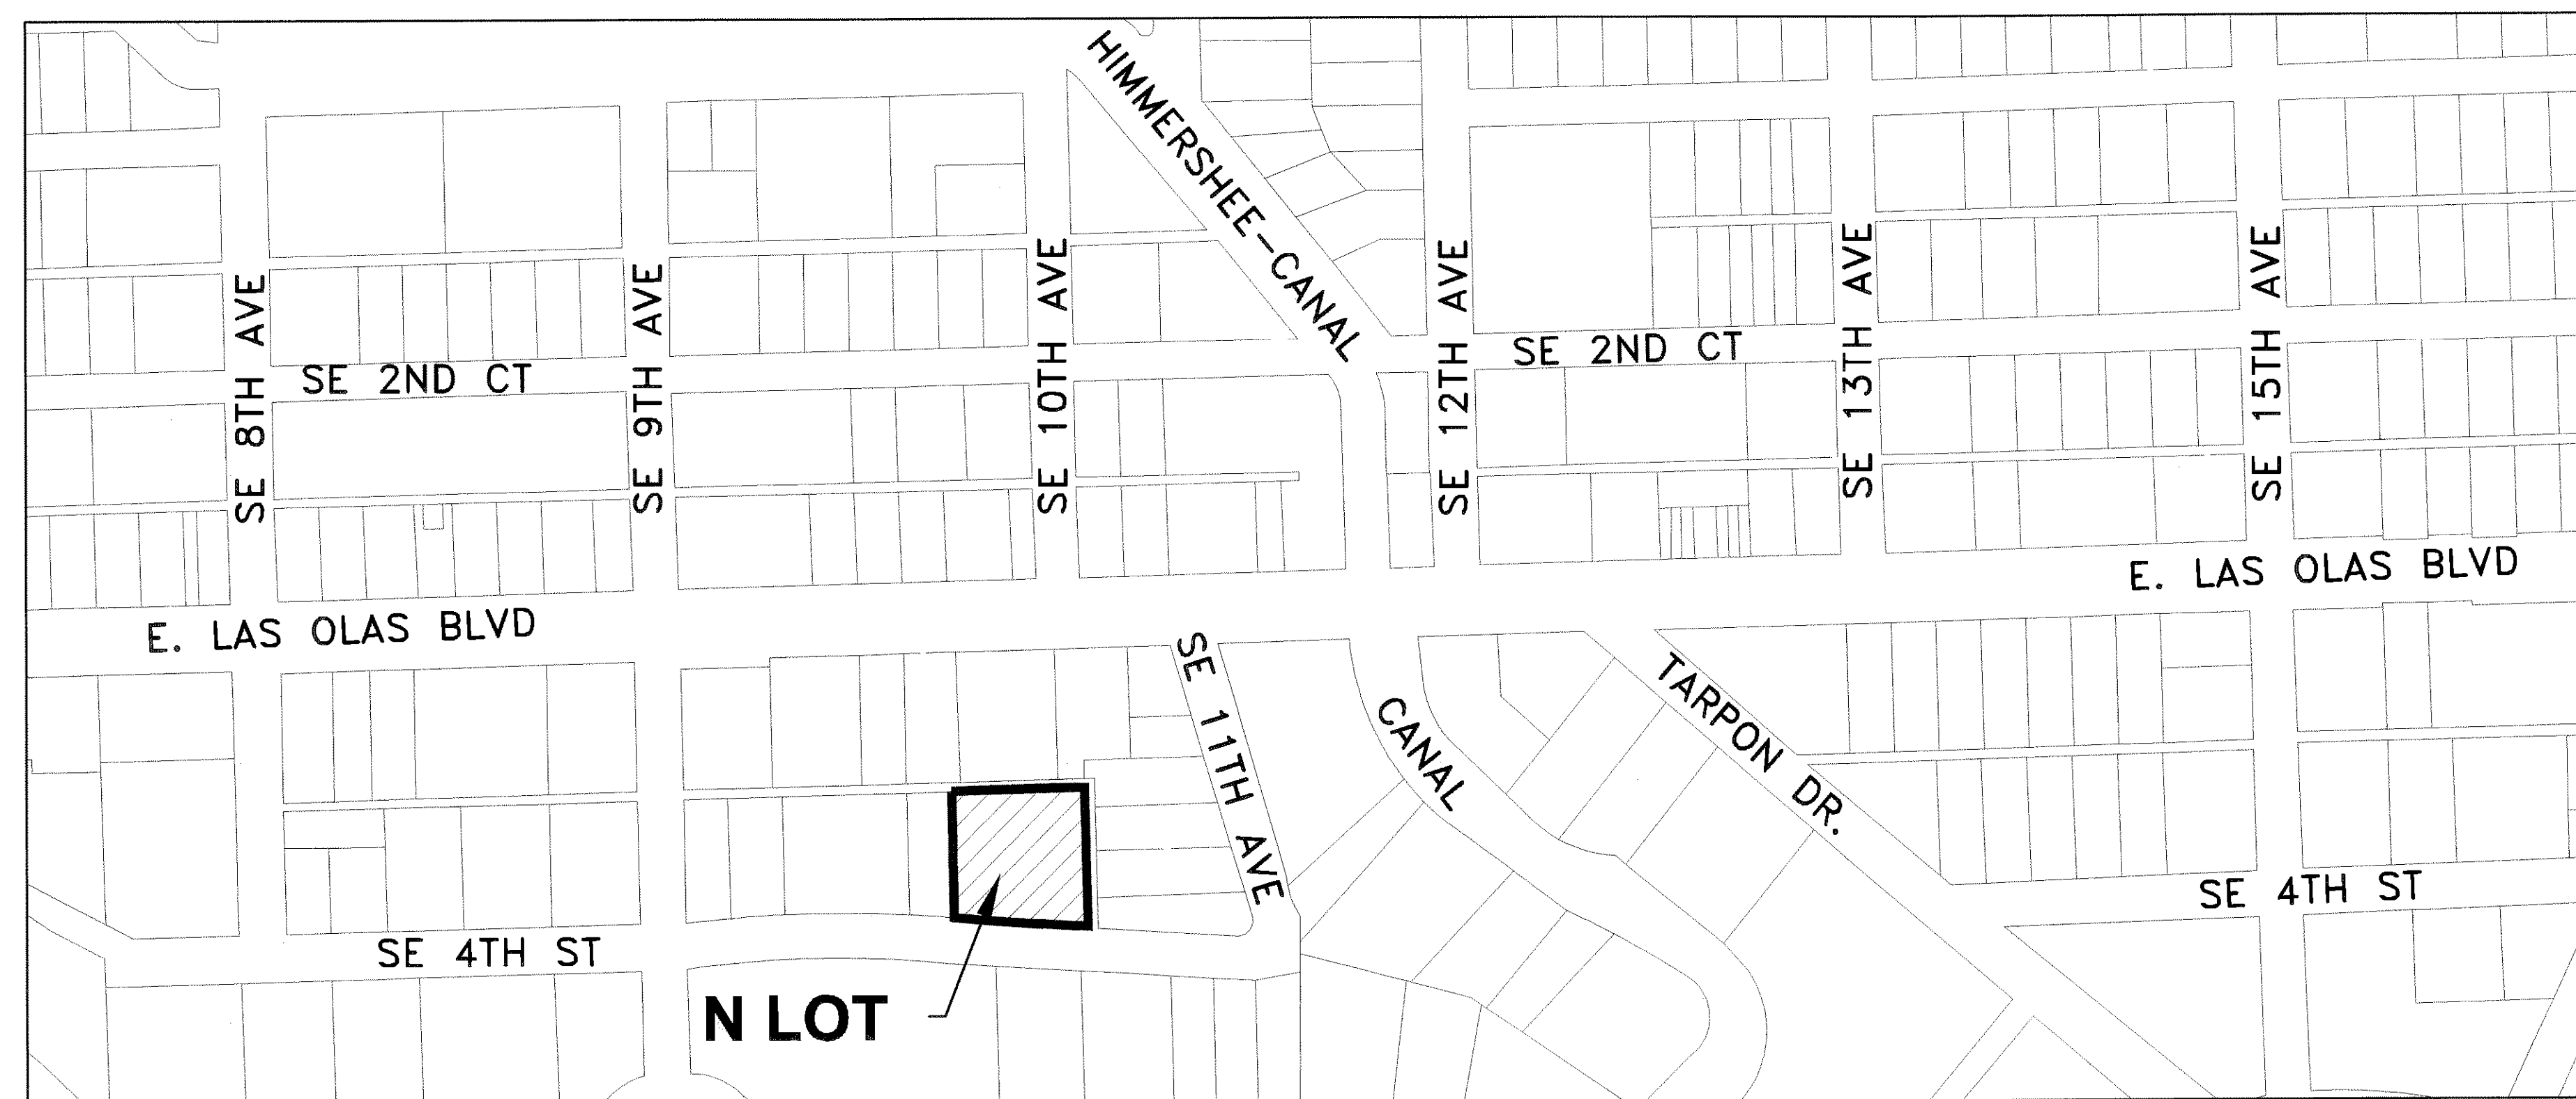 HIMMERSHEE-CANAL
SE 8TH AVE
SE 9TH AVE
SE 10TH AVE
SE 12TH AVE
SE 13TH AVE
SE 15TH AVE
SE 2ND CT
SE 2ND CT
E. LAS OLAS BLVD
E. LAS OLAS BLVD
SE 11TH AVE
CANAL
TARPON DR.
SE 4TH ST
SE 4TH ST
N LOT